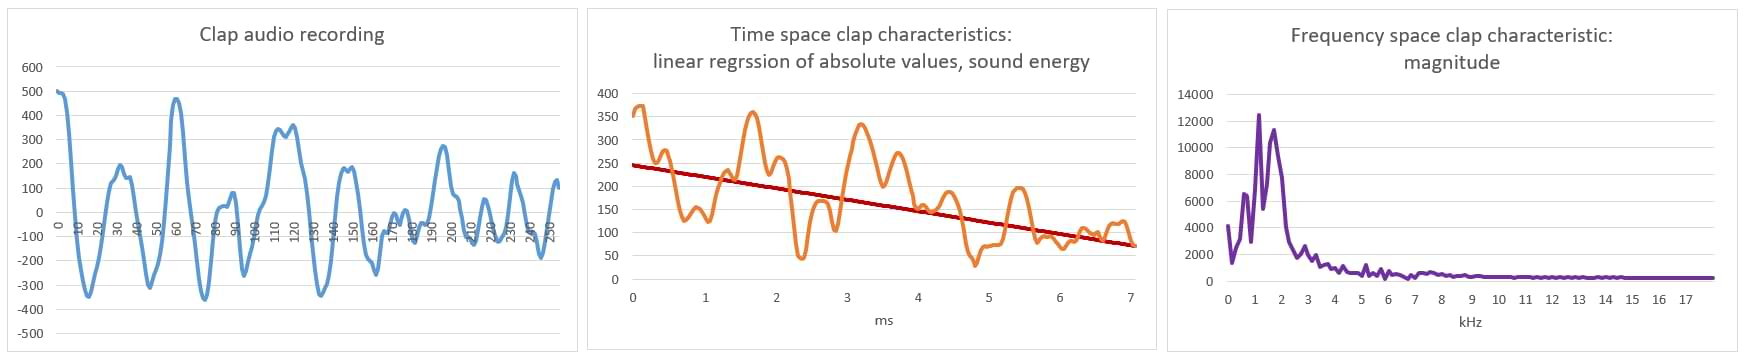 Clap audio recording
600
500
400
300
200
100
0
-100
-200
-300
-400
-500
0 10 20 30 40 50 60 70 80 90 100 110 120 130 140 150 160 170 180 190 200 210 220 230 240 250
Time space clap characteristics:
linear regrssion of absolute values, sound energy
400
350
300
250
200
150
100
50
0
0 1 2 3 4 5 6 7
ms
Frequency space clap characteristic:
magnitude
14000
12000
10000
8000
6000
4000
2000
0
0 1 2 3 4 5 6 7 8 9 10 11 12 13 14 15 16 17
kHz